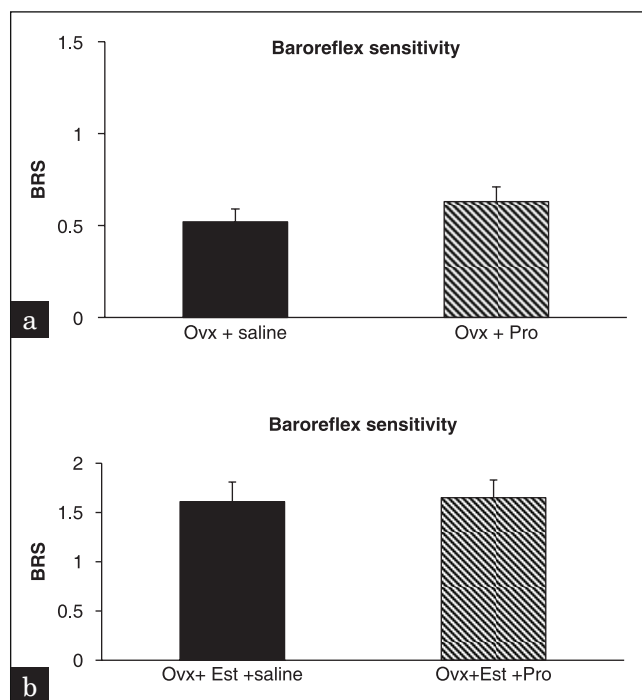 Baroreflex sensitivity
1.5
1
0.5
0
BRS
Ovx + saline Ovx + Pro
a
Baroreflex sensitivity
2
1.5
1
0.5
0
BRS
Ovx+ Est +saline Ovx+Est +Pro
b